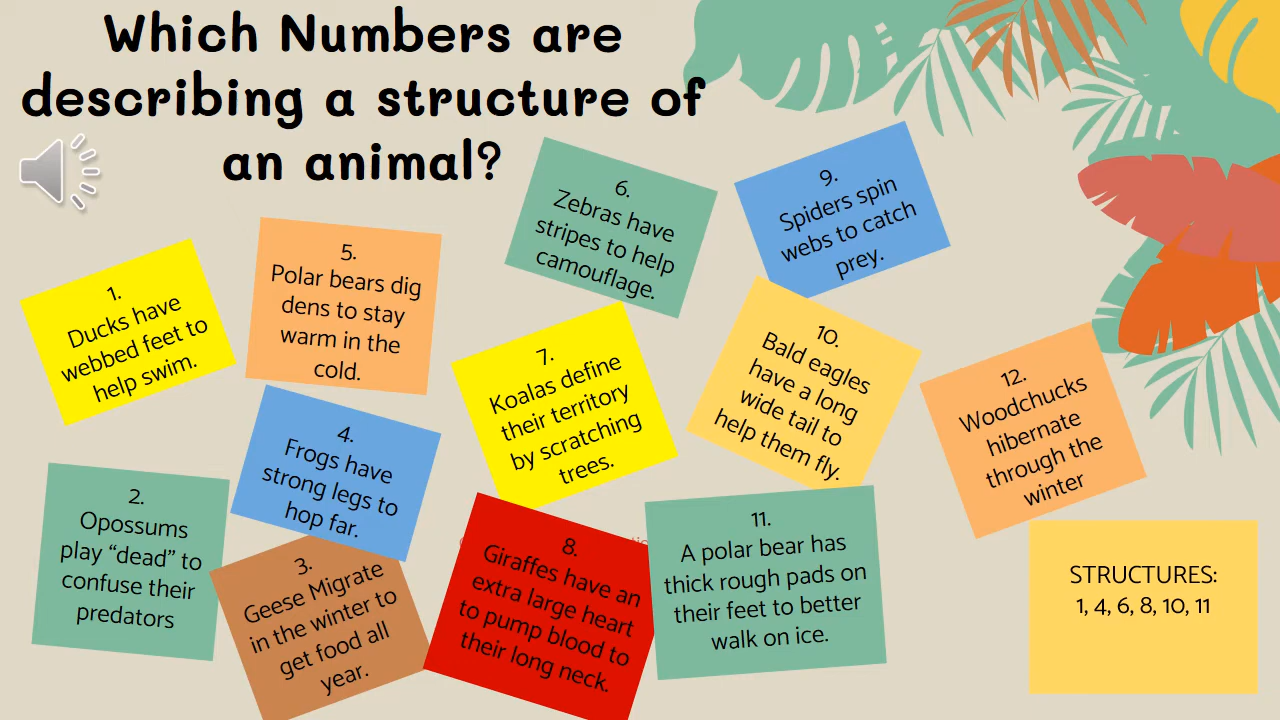 Which Numbers are
describing a structure of
an animal?
1.
Ducks have
webbed feet to
help swim.
2.
Opossums
play “dead” to
confuse their
predators
3.
Geese Migrate
in the winter to
get food all
year.
4.
Frogs have
strong legs to
hop far.
5.
Polar bears dig
dens to stay
warm in the
cold.
6.
Zebras have
stripes to help
camouflage.
7.
Koalas define
their territory
by scratching
trees.
8.
Giraffes have an
extra large heart
to pump blood to
their long neck.
9.
Spiders spin
webs to catch
prey.
10.
Bald eagles
have a long
wide tail to
help them fly.
11.
A polar bear has
thick rough pads on
their feet to better
walk on ice.
12.
Woodchucks
hibernate
through the
winter
STRUCTURES:
1, 4, 6, 8, 10, 11